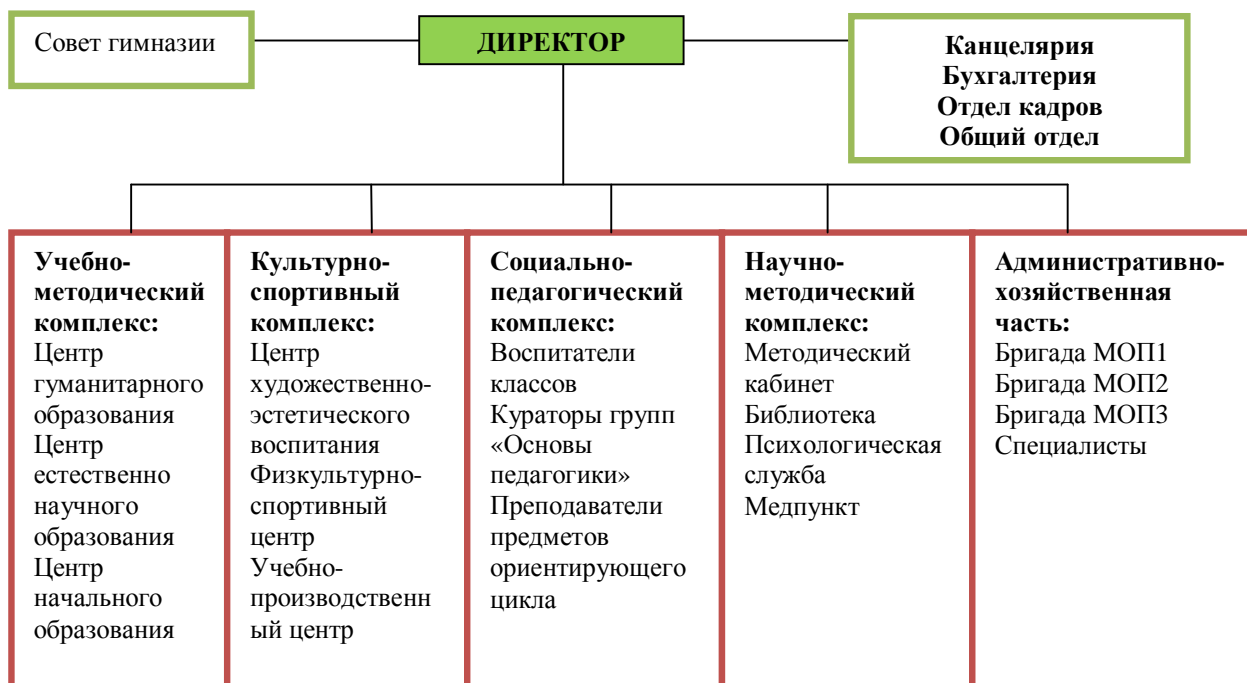 Совет гимназии
ДИРЕКТОР
Канцелярия
Бухгалтерия
Отдел кадров
Общий отдел
Учебно-
методический
комплекс:
Центр
гуманитарного
образования
Центр
естественно
научного
образования
Центр
начального
образования
Культурно-
спортивный
комплекс:
Центр
художественно-
эстетического
воспитания
Физкультурно-
спортивный
центр
Учебно-
производственн
ый центр
Социально-
педагогический
комплекс:
Воспитатели
классов
Кураторы групп
«Основы
педагогики»
Преподаватели
предметов
ориентирующего
цикла
Научно-
методический
комплекс:
Методический
кабинет
Библиотека
Психологическая
служба
Медпункт
Административно-
хозяйственная
часть:
Бригада МОП1
Бригада МОП2
Бригада МОП3
Специалисты